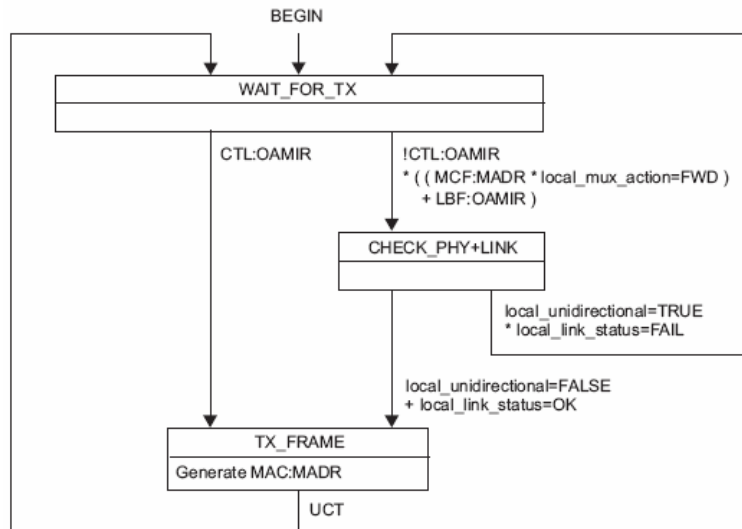 BEGIN
WAIT_FOR_TX
CTL:OAMIR
!CTL:OAMIR
* ( ( MCF:MADR * local_mux_action=FWD )
+ LBF:OAMIR )
CHECK_PHY+LINK
local_unidirectional=TRUE
* local_link_status=FAIL
local_unidirectional=FALSE
+ local_link_status=OK
TX_FRAME
Generate MAC:MADR
UCT